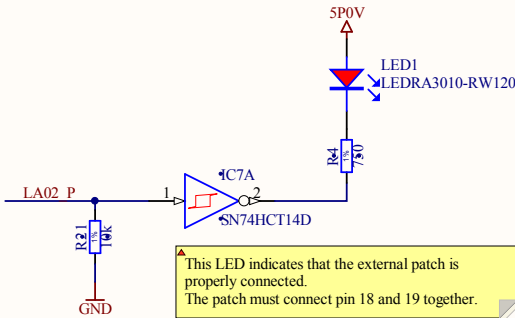 5P0V
LED1
LEDRA3010-RW120
R4
1%
750
IC7A
LA02_P
1
2
SN74HCT14D
R21
1%
10k
GND
This LED indicates that the external patch is
properly connected.
The patch must connect pin 18 and 19 together.